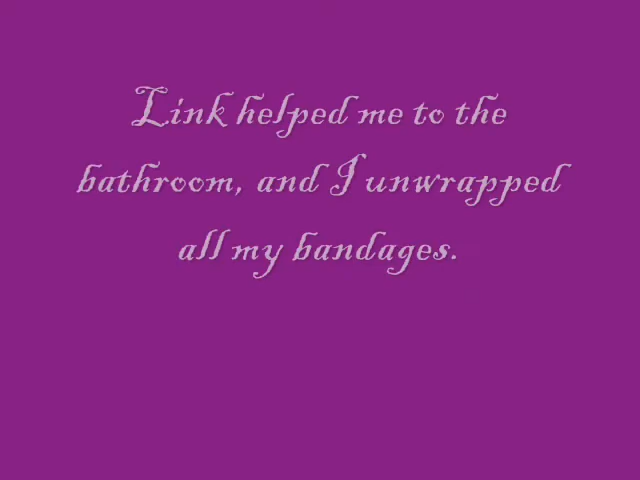 Link helped me to the
bathroom, and I unwrapped
all my bandages.